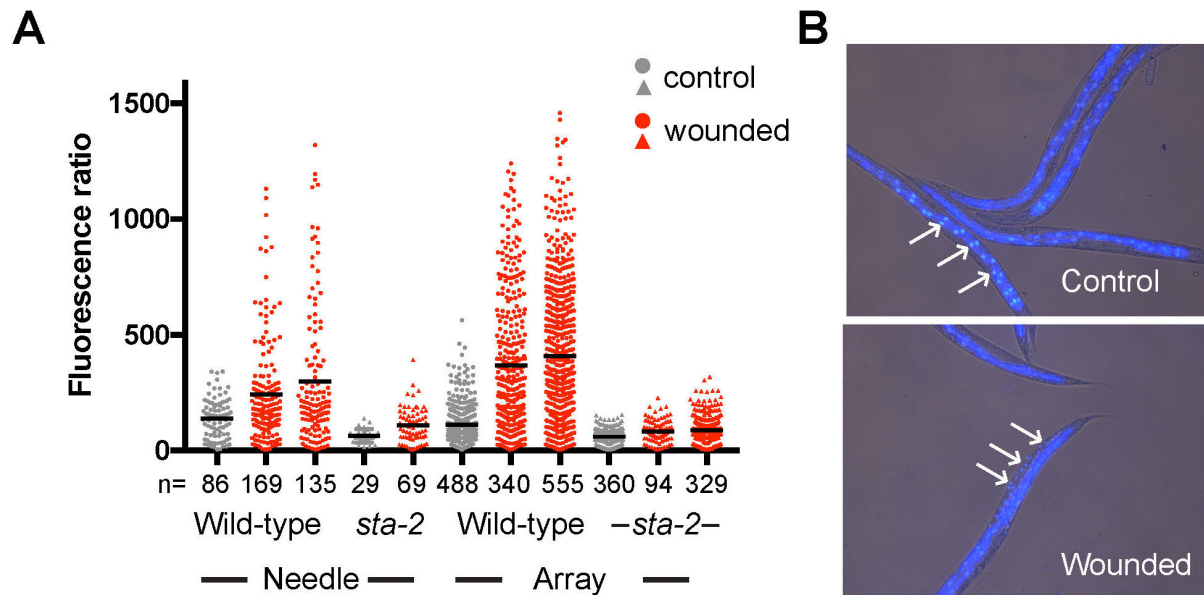 A
B
Fluorescence ratio
1500
1000
500
0
control
wounded
n= 86 169 135 29 69 488 340 555 360 94 329
Wild-type sta-2 Wild-type –sta-2–
Needle Array
Control
Wounded